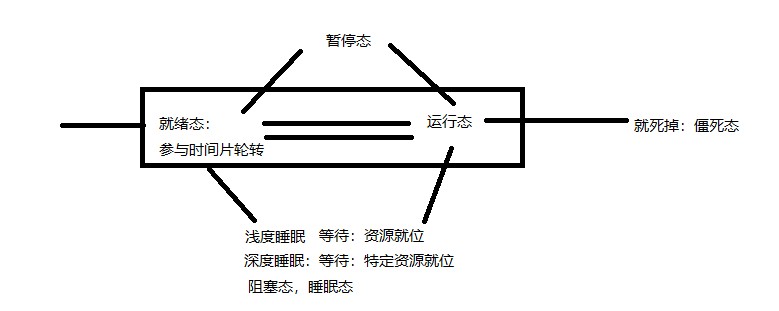 暂停态
就绪态：
参与时间片轮转
运行态
就死掉：僵死态
浅度睡眠 等待：资源就位
深度睡眠：等待：特定资源就位
阻塞态，睡眠态